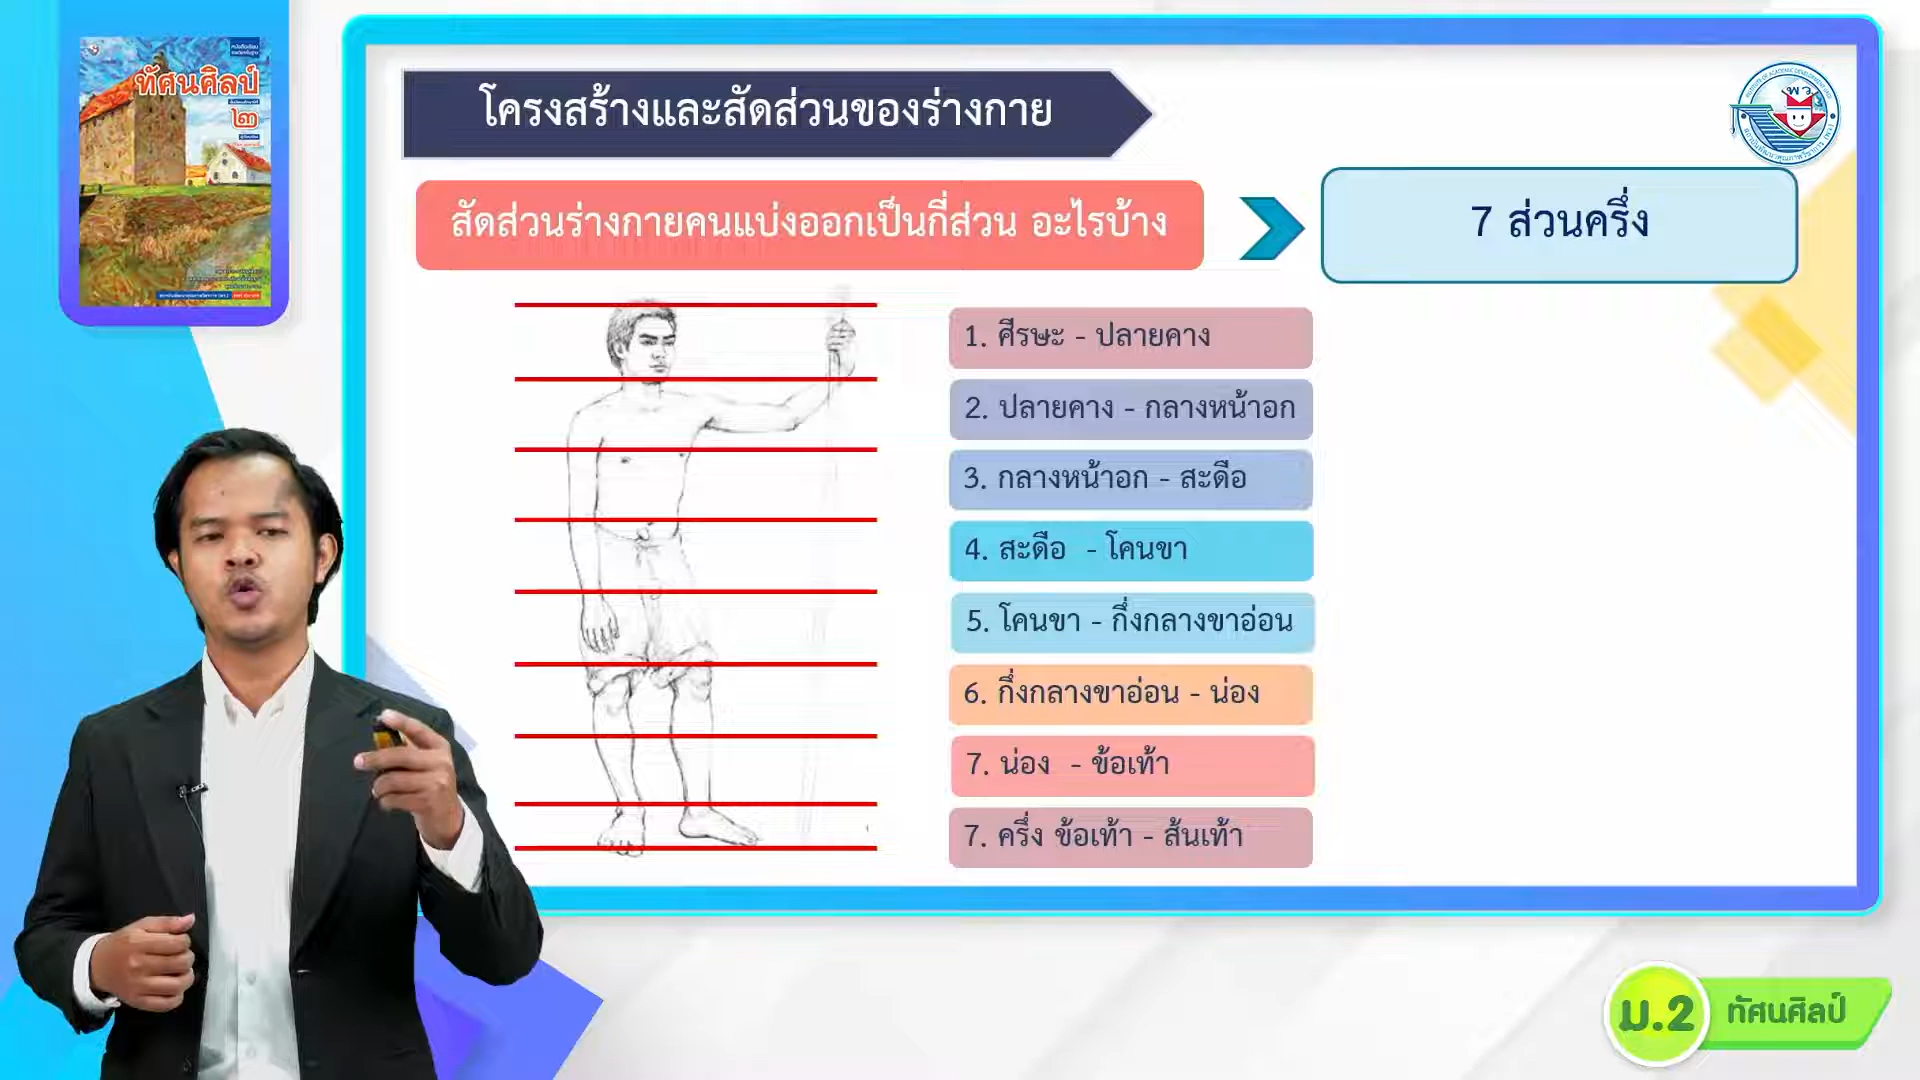 ทัศนศิลป์
๒
โครงสร้างและสัดส่วนของร่างกาย
พว
สัดส่วนร่างกายคนแบ่งออกเป็นกี่ส่วน อะไรบ้าง
7 ส่วนครึ่ง
1. ศีรษะ - ปลายคาง
2. ปลายคาง - กลางหน้าอก
3. กลางหน้าอก - สะดือ
4. สะดือ - โคนขา
5. โคนขา - กึ่งกลางขาอ่อน
6. กึ่งกลางขาอ่อน - น่อง
7. น่อง - ข้อเท้า
7. ครึ่ง ข้อเท้า - ส้นเท้า
ม.2 ทัศนศิลป์